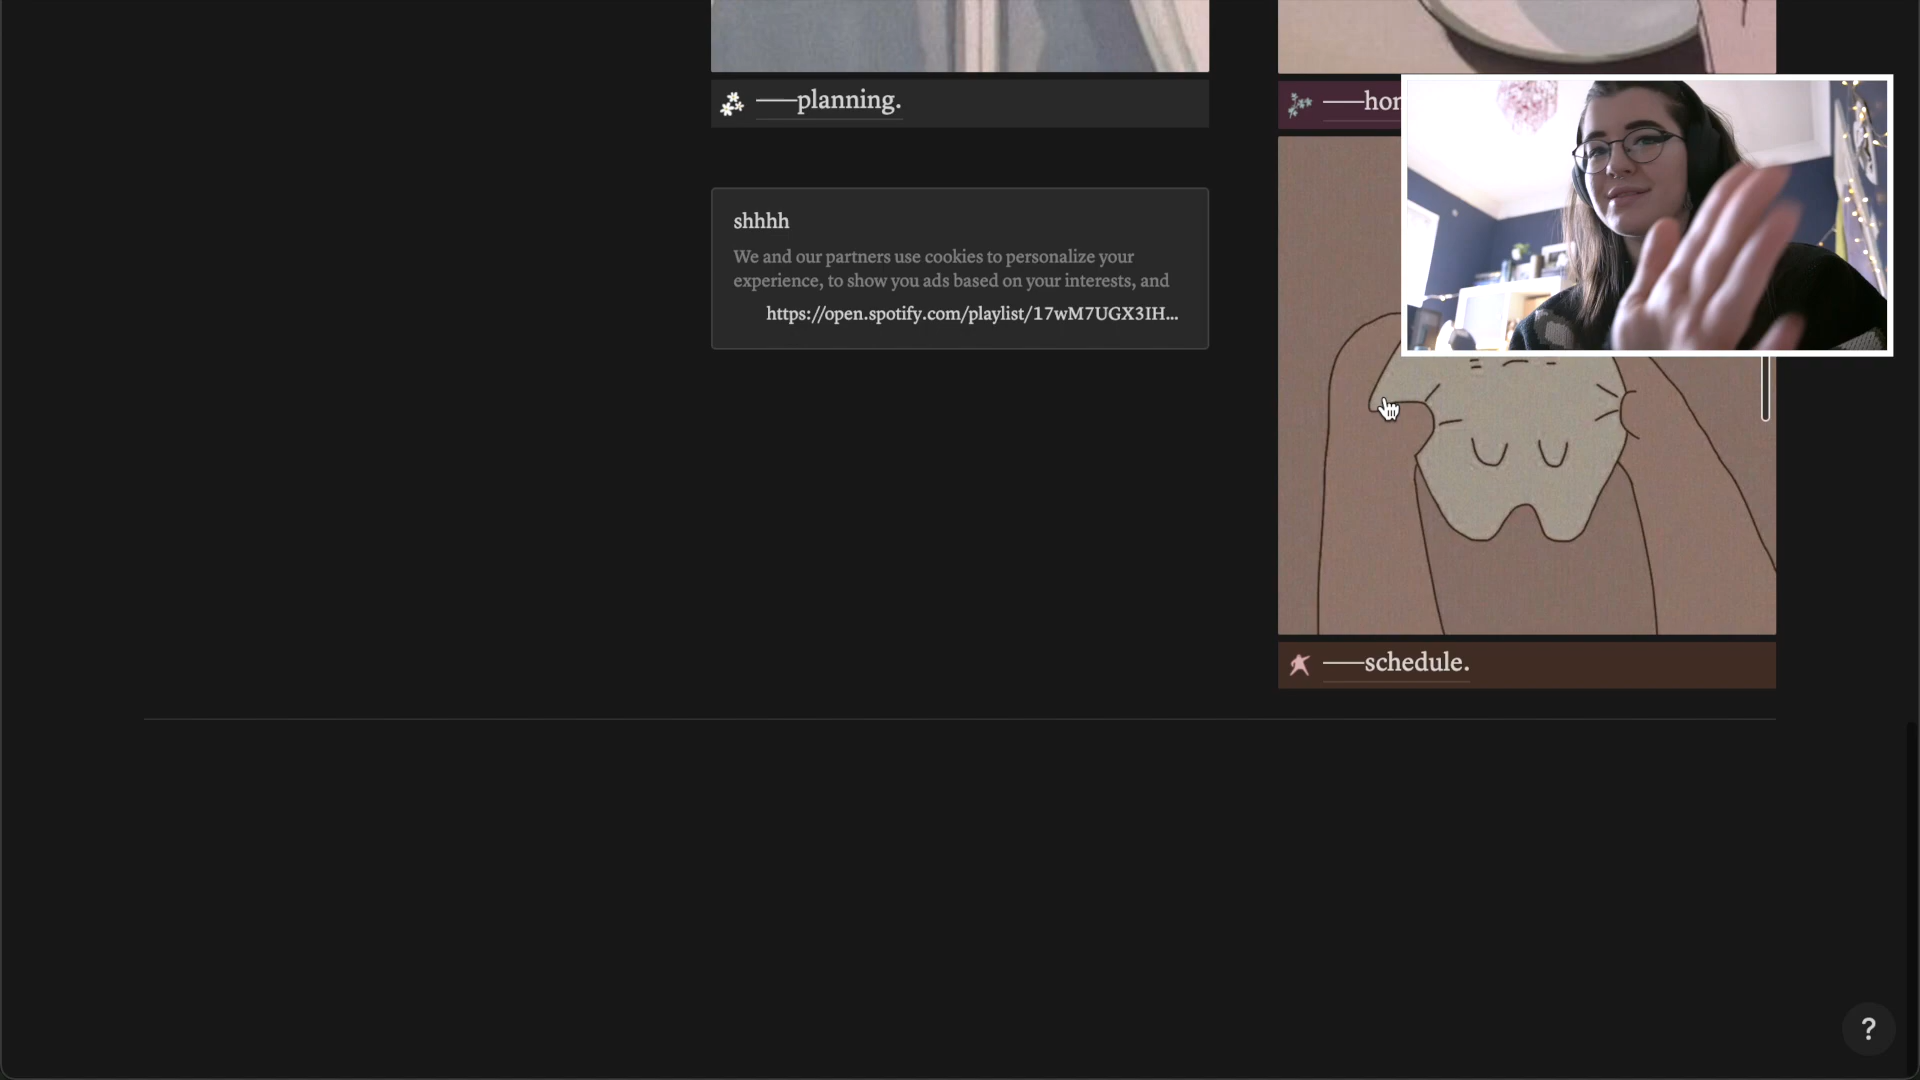 ——planning.
shhhh
We and our partners use cookies to personalize your
experience, to show you ads based on your interests, and
https://open.spotify.com/playlist/17wM7UGX3IH...
——schedule.
?